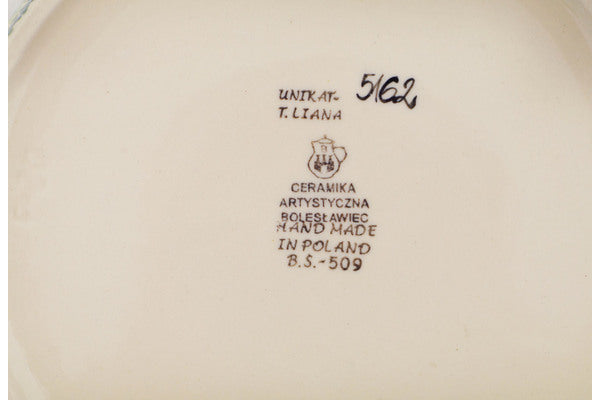 UNIKAT- 5162
T. LIANA
CERAMIKA
ARTYSTYCZNA
BOLESŁAWIEC
HAND MADE
IN POLAND
B.S.-509